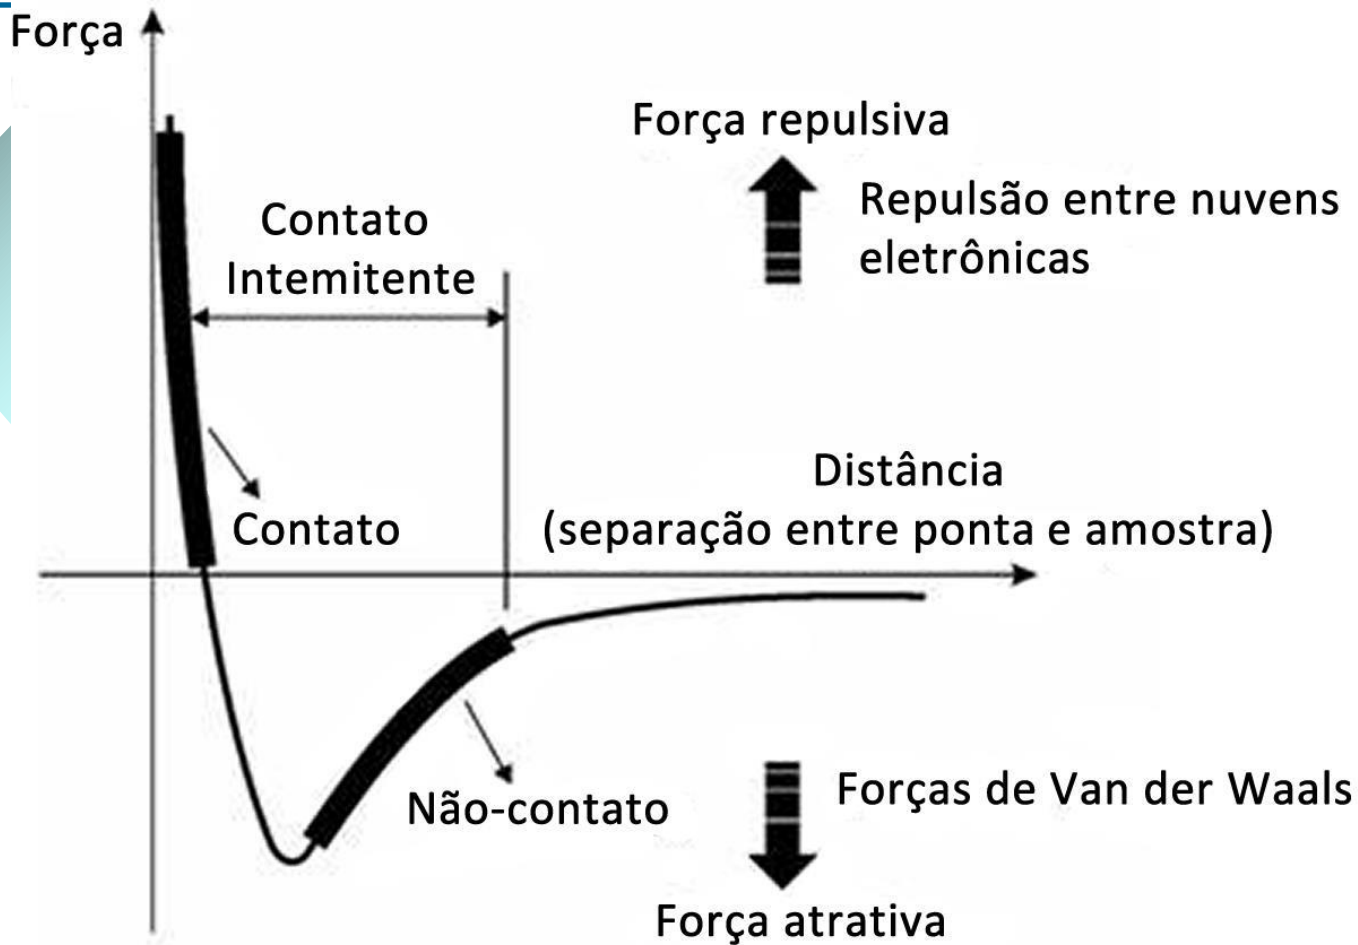 Força
Força repulsiva
Repulsão entre nuvens
eletrônicas
Contato
Intemitente
Distância
(separação entre ponta e amostra)
Contato
Não-contato
Forças de Van der Waals
Força atrativa